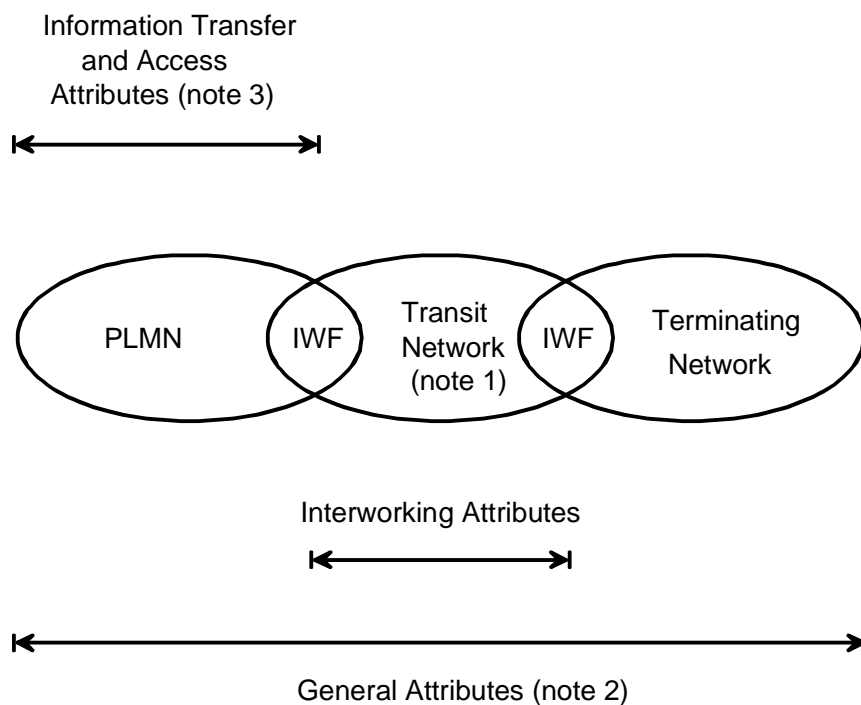 Information Transfer
and Access
Attributes (note 3)
PLMN
IWF
Transit
Network
(note 1)
IWF
Terminating
Network
Interworking Attributes
General Attributes (note 2)